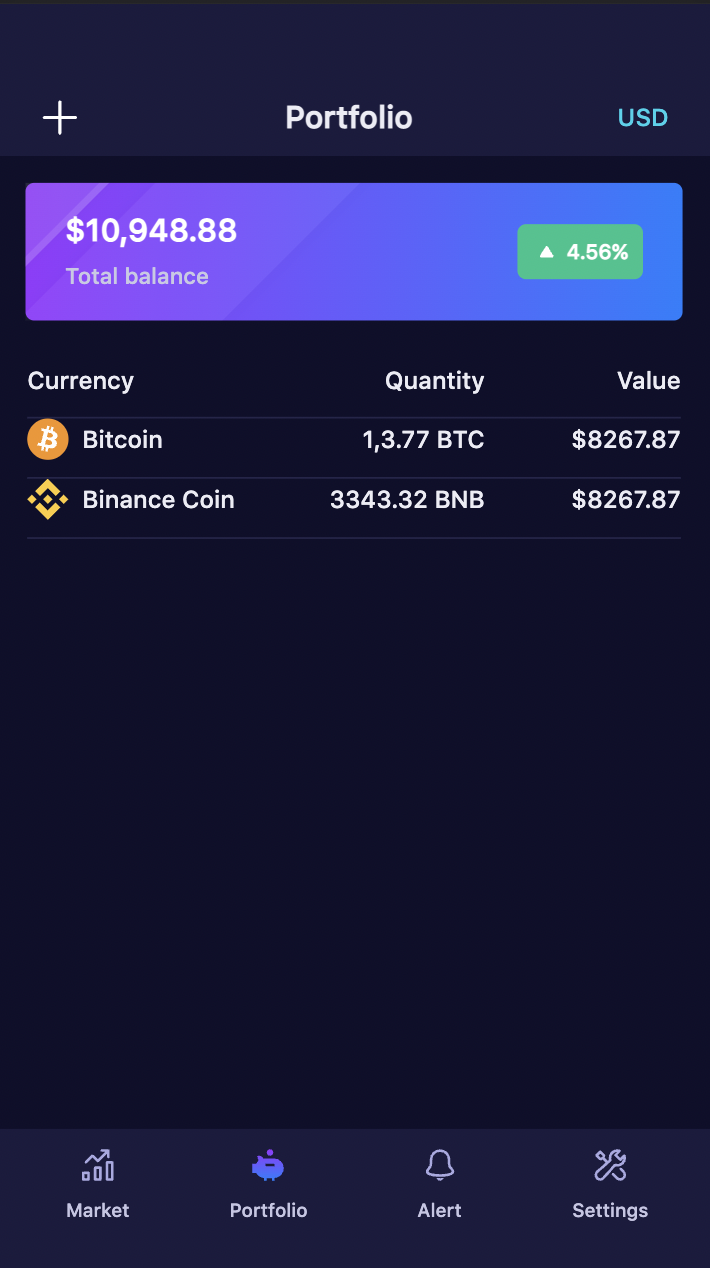 Portfolio USD
$10,948.88
▲ 4.56%
Total balance
Currency Quantity Value
Bitcoin 1,3.77 BTC $8267.87
Binance Coin 3343.32 BNB $8267.87
Market Portfolio Alert Settings